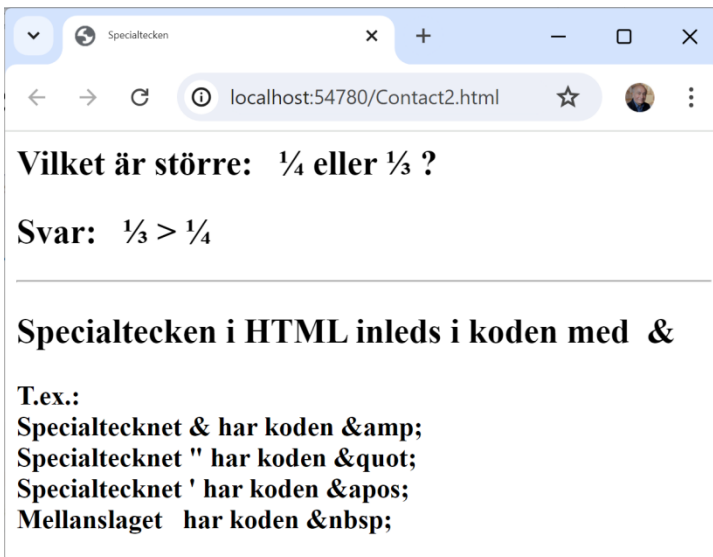 Specialtecken
localhost:54780/Contact2.html
Vilket är större:   ¼ eller ⅓ ?
Svar:   ⅓ > ¼
Specialtecken i HTML inleds i koden med  &
T.ex.:
Specialtecknet & har koden &amp;
Specialtecknet " har koden &quot;
Specialtecknet ' har koden &apos;
Mellanslaget   har koden &nbsp;